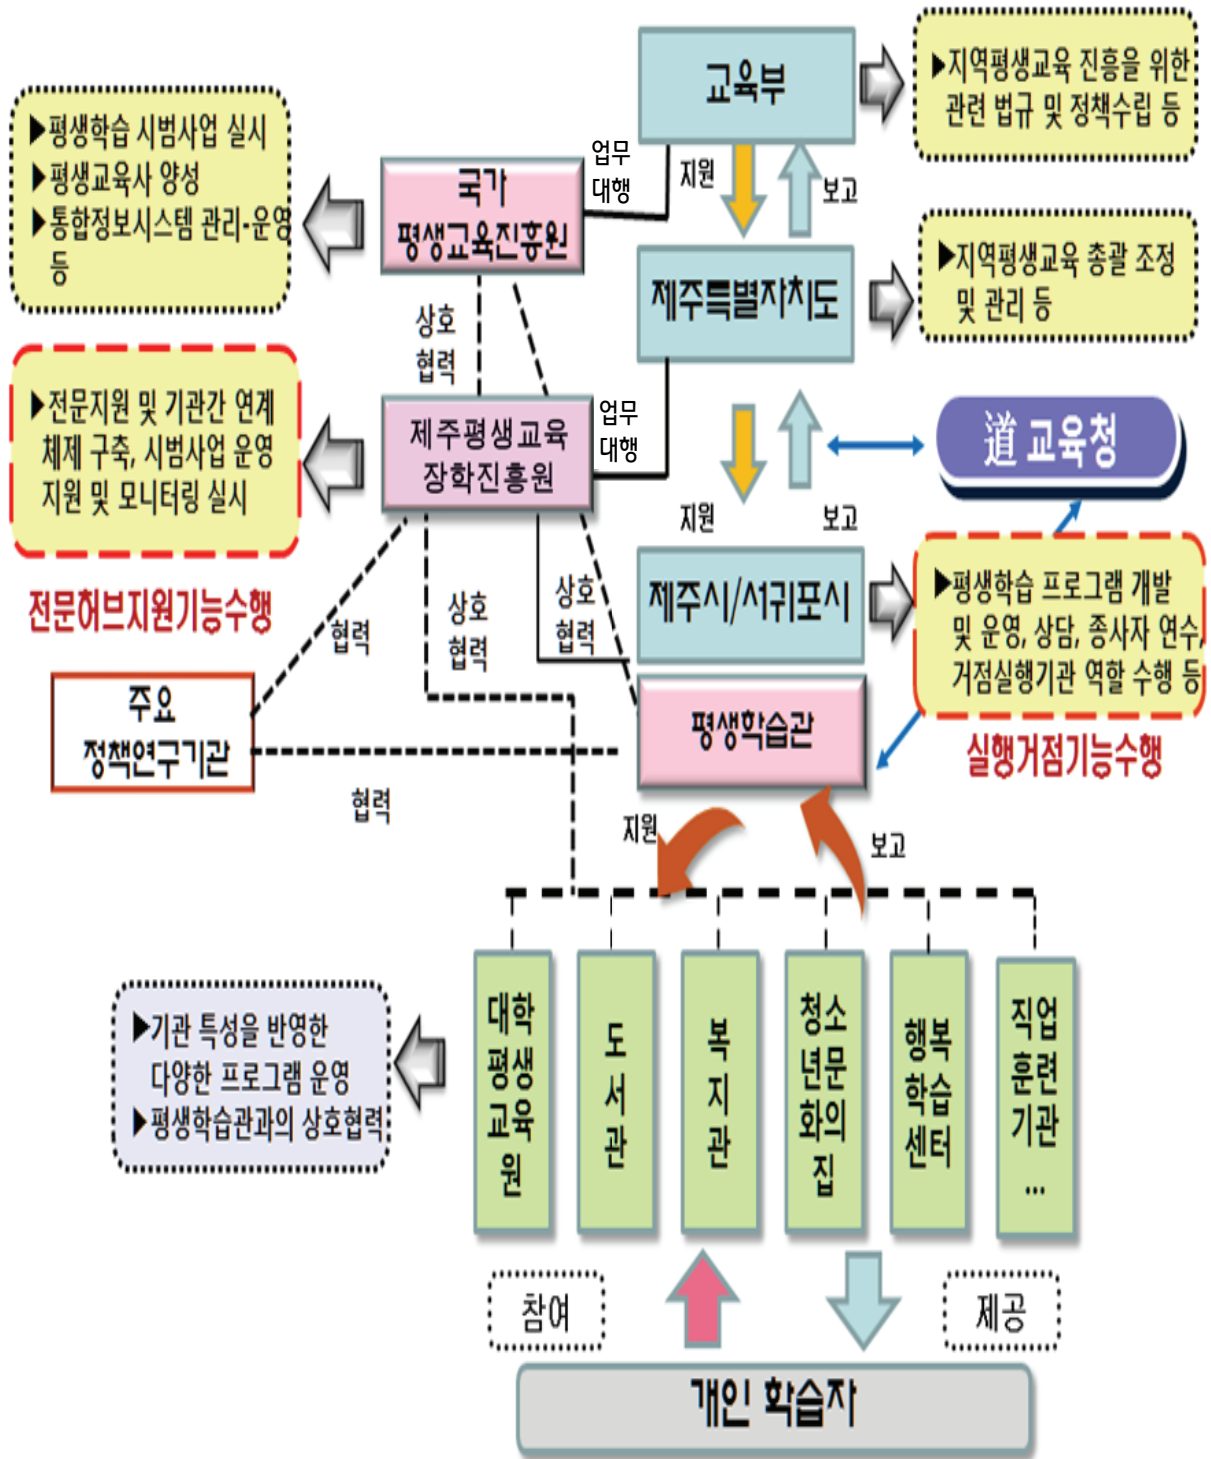 교육부
▶지역평생교육 진흥을 위한
관련 법규 및 정책수립 등
▶평생학습 시범사업 실시
▶평생교육사 양성
▶통합정보시스템 관리-운영
등
국가
평생교육진흥원
업무
대행
지원
보고
제주특별자치도
▶지역평생교육 총괄 조정
및 관리 등
상호
협력
▶전문지원 및 기관간 연계
체제 구축, 시범사업 운영
지원 및 모니터링 실시
전문허브지원기능수행
제주평생교육
장학진흥원
업무
대행
道 교육청
지원
보고
제주시/서귀포시
▶평생학습 프로그램 개발
및 운영, 상담, 종사자 연수,
거점실행기관 역할 수행 등
실행거점기능수행
협력
상호
협력
상호
협력
주요
정책연구기관
평생학습관
협력
지원
보고
▶기관 특성을 반영한
다양한 프로그램 운영
▶평생학습관과의 상호협력
대학
평생
교육
원
도
서
관
복
지
관
청소
년문
화의
집
행복
학습
센터
직업
훈련
기관
...
참여
제공
개인 학습자